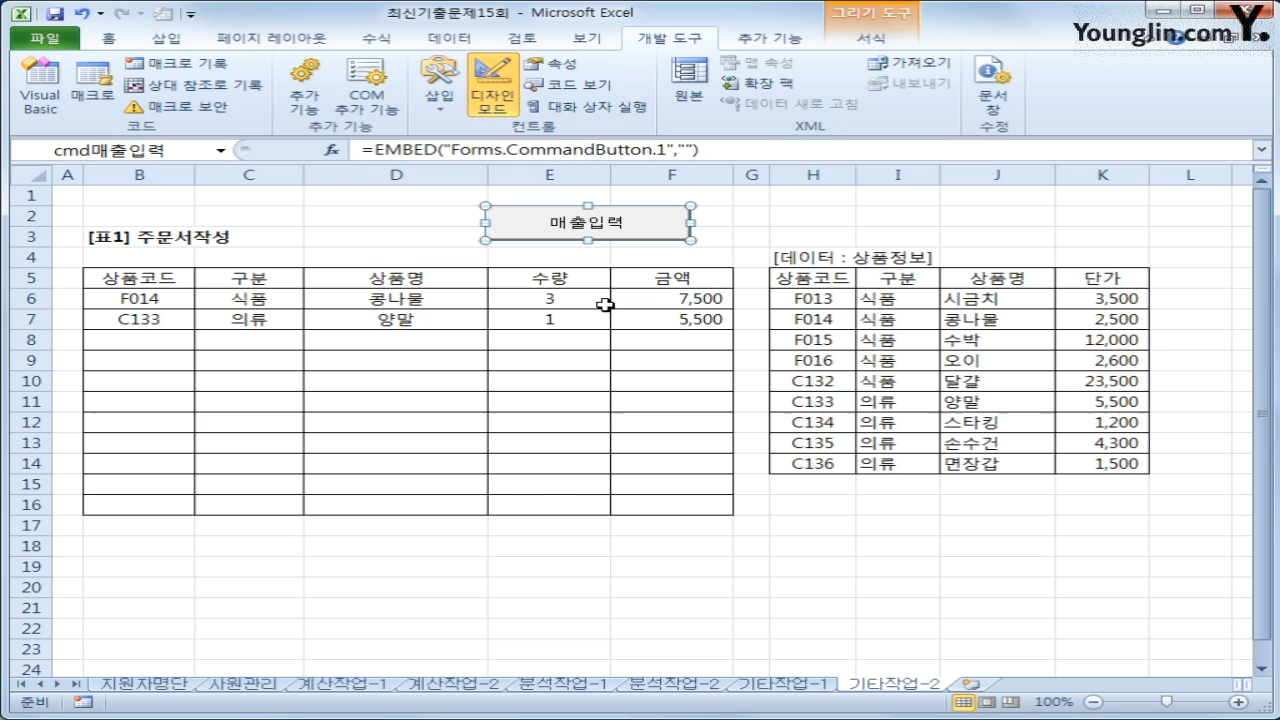 최신기출문제15회 - Microsoft Excel
그리기 도구
Younglin.com Y.
파일 홈 삽입 페이지 레이아웃 수식 데이터 검토 보기 개발 도구 추가 기능 서식
Visual Basic
매크로
매크로 기록
상대 참조로 기록
매크로 보안
코드
추가 기능
COM 추가 기능
추가 기능
삽입
디자인 모드
속성
코드 보기
대화 상자 실행
컨트롤
원본
맵 속성
확장 팩
데이터 새로 고침
가져오기
내보내기
XML
문서 창
수정
cmd매출입력 fx =EMBED("Forms.CommandButton.1","")
A B C D E F G H I J K L
1
2 매출입력
3 [표1] 주문서작성
4 [데이터 : 상품정보]
5 상품코드 구분 상품명 수량 금액 상품코드 구분 상품명 단가
6 F014 식품 콩나물 3 7,500 F013 식품 시금치 3,500
7 C133 의류 양말 1 5,500 F014 식품 콩나물 2,500
8 F015 식품 수박 12,000
9 F016 식품 오이 2,600
10 C132 식품 달걀 23,500
11 C133 의류 양말 5,500
12 C134 의류 스타킹 1,200
13 C135 의류 손수건 4,300
14 C136 의류 면장갑 1,500
15
16
17
18
19
20
21
22
23
24
지원자명단 사원관리 계산작업-1 계산작업-2 분석작업-1 분석작업-2 기타작업-1 기타작업-2
준비 100%